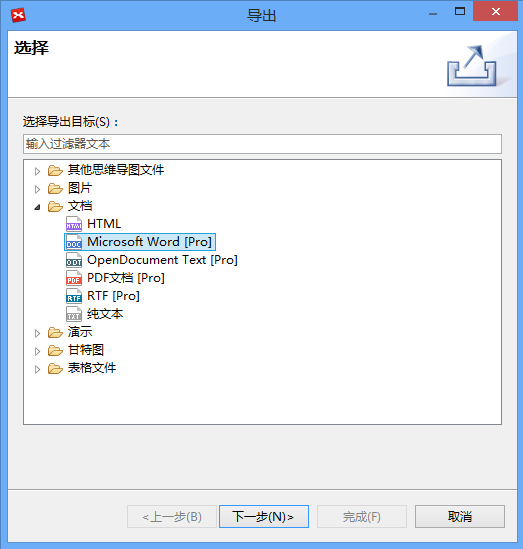 导出
选择
选择导出目标(S)：
输入过滤器文本
其他思维导图文件
图片
文档
HTML
Microsoft Word [Pro]
OpenDocument Text [Pro]
PDF文档 [Pro]
RTF [Pro]
纯文本
演示
甘特图
表格文件
<上一步(B) 下一步(N)> 完成(F) 取消